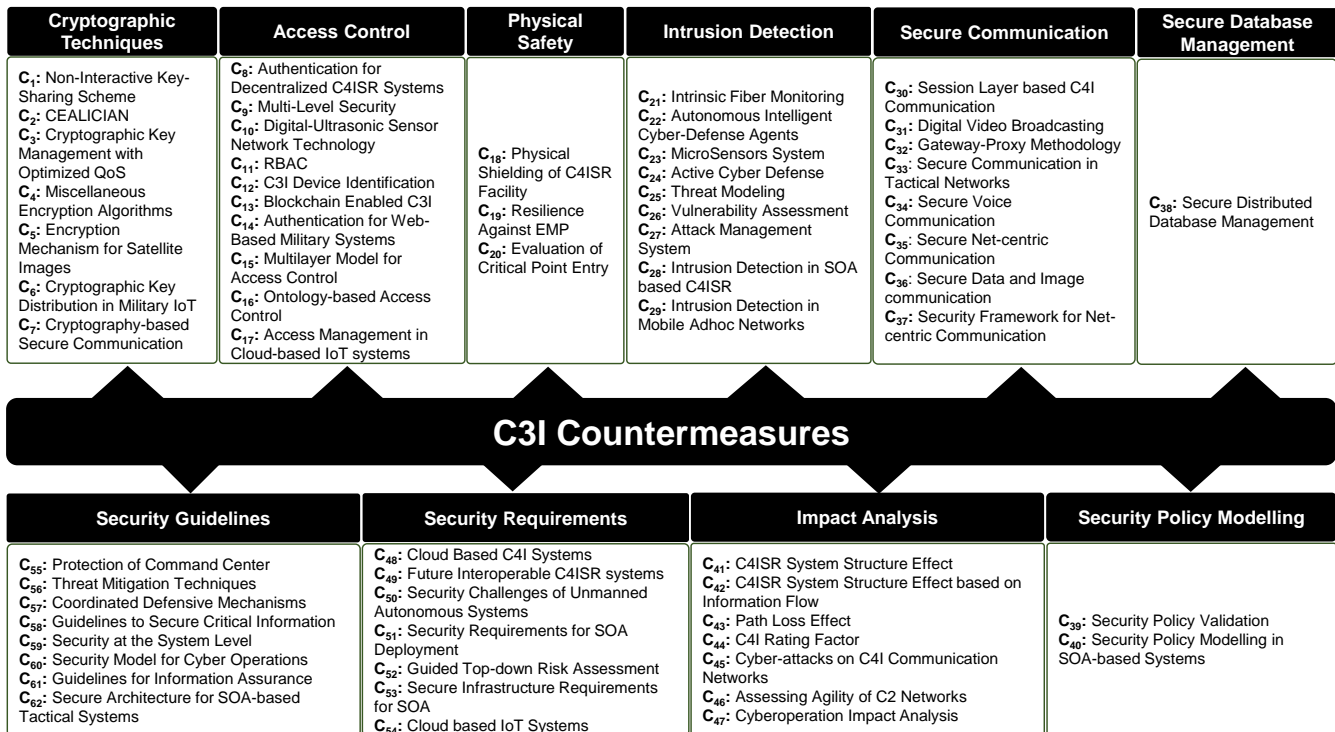 Cryptographic
Techniques
C1: Non-Interactive Key-
Sharing Scheme
C2: CEALICIAN
C3: Cryptographic Key
Management with
Optimized QoS
C4: Miscellaneous
Encryption Algorithms
C5: Encryption
Mechanism for Satellite
Images
C6: Cryptographic Key
Distribution in Military IoT
C7: Cryptography-based
Secure Communication
Access Control
C8: Authentication for
Decentralized C4ISR Systems
C9: Multi-Level Security
C10: Digital-Ultrasonic Sensor
Network Technology
C11: RBAC
C12: C3I Device Identification
C13: Blockchain Enabled C3I
C14: Authentication for Web-
Based Military Systems
C15: Multilayer Model for
Access Control
C16: Ontology-based Access
Control
C17: Access Management in
Cloud-based IoT systems
Physical
Safety
C18: Physical
Shielding of C4ISR
Facility
C19: Resilience
Against EMP
C20: Evaluation of
Critical Point Entry
Intrusion Detection
C21: Intrinsic Fiber Monitoring
C22: Autonomous Intelligent
Cyber-Defense Agents
C23: MicroSensors System
C24: Active Cyber Defense
C25: Threat Modeling
C26: Vulnerability Assessment
C27: Attack Management
System
C28: Intrusion Detection in SOA
based C4ISR
C29: Intrusion Detection in
Mobile Adhoc Networks
Secure Communication
C30: Session Layer based C4I
Communication
C31: Digital Video Broadcasting
C32: Gateway-Proxy Methodology
C33: Secure Communication in
Tactical Networks
C34: Secure Voice
Communication
C35: Secure Net-centric
Communication
C36: Secure Data and Image
communication
C37: Security Framework for Net-
centric Communication
Secure Database
Management
C38: Secure Distributed
Database Management
C3I Countermeasures
Security Guidelines
C55: Protection of Command Center
C56: Threat Mitigation Techniques
C57: Coordinated Defensive Mechanisms
C58: Guidelines to Secure Critical Information
C59: Security at the System Level
C60: Security Model for Cyber Operations
C61: Guidelines for Information Assurance
C62: Secure Architecture for SOA-based
Tactical Systems
Security Requirements
C48: Cloud Based C4I Systems
C49: Future Interoperable C4ISR systems
C50: Security Challenges of Unmanned
Autonomous Systems
C51: Security Requirements for SOA
Deployment
C52: Guided Top-down Risk Assessment
C53: Secure Infrastructure Requirements
for SOA
C54: Cloud based IoT Systems
Impact Analysis
C41: C4ISR System Structure Effect
C42: C4ISR System Structure Effect based on
Information Flow
C43: Path Loss Effect
C44: C4I Rating Factor
C45: Cyber-attacks on C4I Communication
Networks
C46: Assessing Agility of C2 Networks
C47: Cyberoperation Impact Analysis
Security Policy Modelling
C39: Security Policy Validation
C40: Security Policy Modelling in
SOA-based Systems